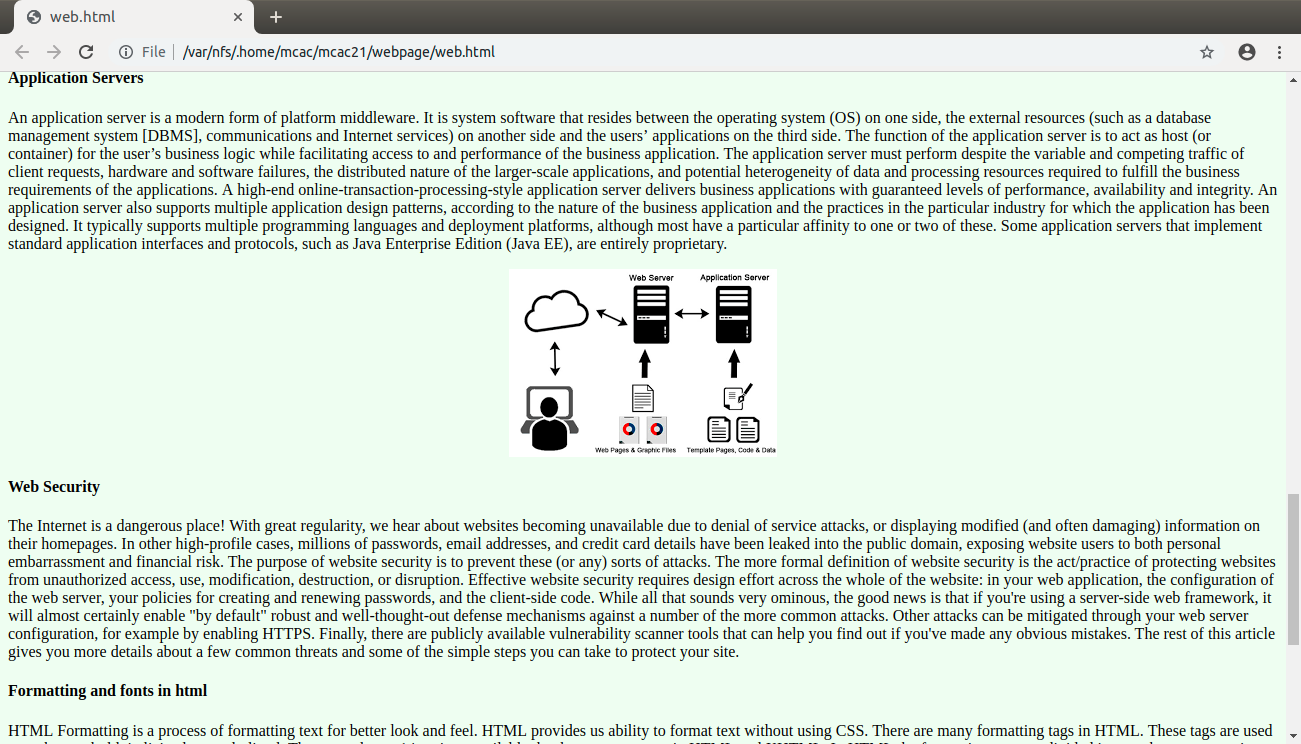 web.html
File
/var/nfs/.home/mcac/mcac21/webpage/web.html
Application Servers
An application server is a modern form of platform middleware. It is system software that resides between the operating system (OS) on one side, the external resources (such as a database
management system [DBMS], communications and Internet services) on another side and the users’ applications on the third side. The function of the application server is to act as host (or
container) for the user’s business logic while facilitating access to and performance of the business application. The application server must perform despite the variable and competing traffic of
client requests, hardware and software failures, the distributed nature of the larger-scale applications, and potential heterogeneity of data and processing resources required to fulfill the business
requirements of the applications. A high-end online-transaction-processing-style application server delivers business applications with guaranteed levels of performance, availability and integrity. An
application server also supports multiple application design patterns, according to the nature of the business application and the practices in the particular industry for which the application has been
designed. It typically supports multiple programming languages and deployment platforms, although most have a particular affinity to one or two of these. Some application servers that implement
standard application interfaces and protocols, such as Java Enterprise Edition (Java EE), are entirely proprietary.
Web Server
Application Server
Web Pages & Graphic Files
Template Pages, Code & Data
Web Security
The Internet is a dangerous place! With great regularity, we hear about websites becoming unavailable due to denial of service attacks, or displaying modified (and often damaging) information on
their homepages. In other high-profile cases, millions of passwords, email addresses, and credit card details have been leaked into the public domain, exposing website users to both personal
embarrassment and financial risk. The purpose of website security is to prevent these (or any) sorts of attacks. The more formal definition of website security is the act/practice of protecting websites
from unauthorized access, use, modification, destruction, or disruption. Effective website security requires design effort across the whole of the website: in your web application, the configuration of
the web server, your policies for creating and renewing passwords, and the client-side code. While all that sounds very ominous, the good news is that if you're using a server-side web framework, it
will almost certainly enable "by default" robust and well-thought-out defense mechanisms against a number of the more common attacks. Other attacks can be mitigated through your web server
configuration, for example by enabling HTTPS. Finally, there are publicly available vulnerability scanner tools that can help you find out if you've made any obvious mistakes. The rest of this article
gives you more details about a few common threats and some of the simple steps you can take to protect your site.
Formatting and fonts in html
HTML Formatting is a process of formatting text for better look and feel. HTML provides us ability to format text without using CSS. There are many formatting tags in HTML. These tags are used